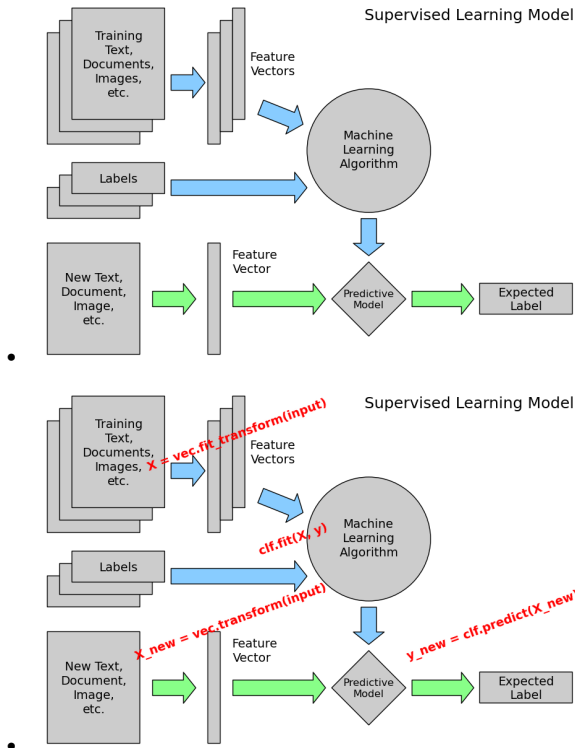 Supervised Learning Model
Training
Text,
Documents,
Images,
etc.
Feature
Vectors
Machine
Learning
Algorithm
Labels
New Text,
Document,
Image,
etc.
Feature
Vector
Predictive
Model
Expected
Label
Supervised Learning Model
Training
Text,
Documents,
Images,
etc.
X = vec.fit_transform(input)
Feature
Vectors
Machine
Learning
Algorithm
clf.fit(X, y)
Labels
X_new = vec.transform(input)
y_new = clf.predict(X_new)
New Text,
Document,
Image,
etc.
Feature
Vector
Predictive
Model
Expected
Label